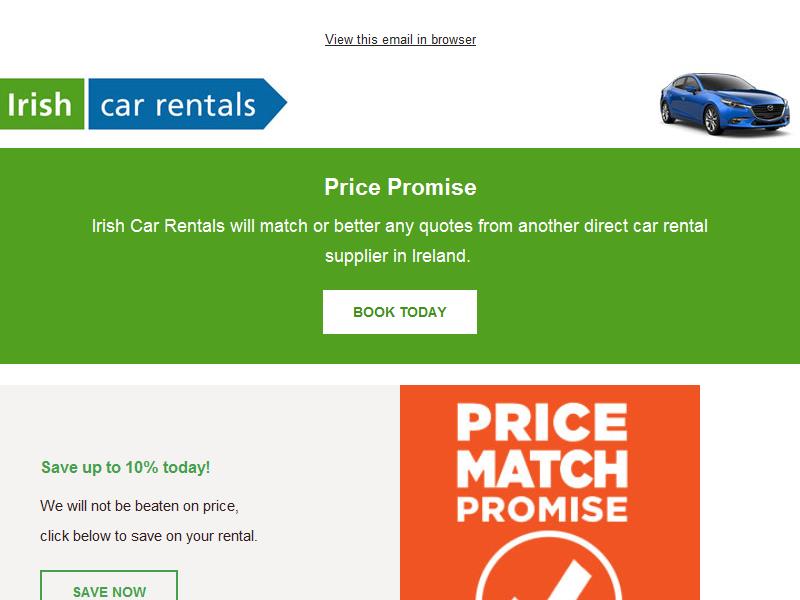 View this email in browser
Irish car rentals
Price Promise
Irish Car Rentals will match or better any quotes from another direct car rental
supplier in Ireland.
BOOK TODAY
Save up to 10% today!
We will not be beaten on price,
click below to save on your rental.
SAVE NOW
PRICE
MATCH
PROMISE